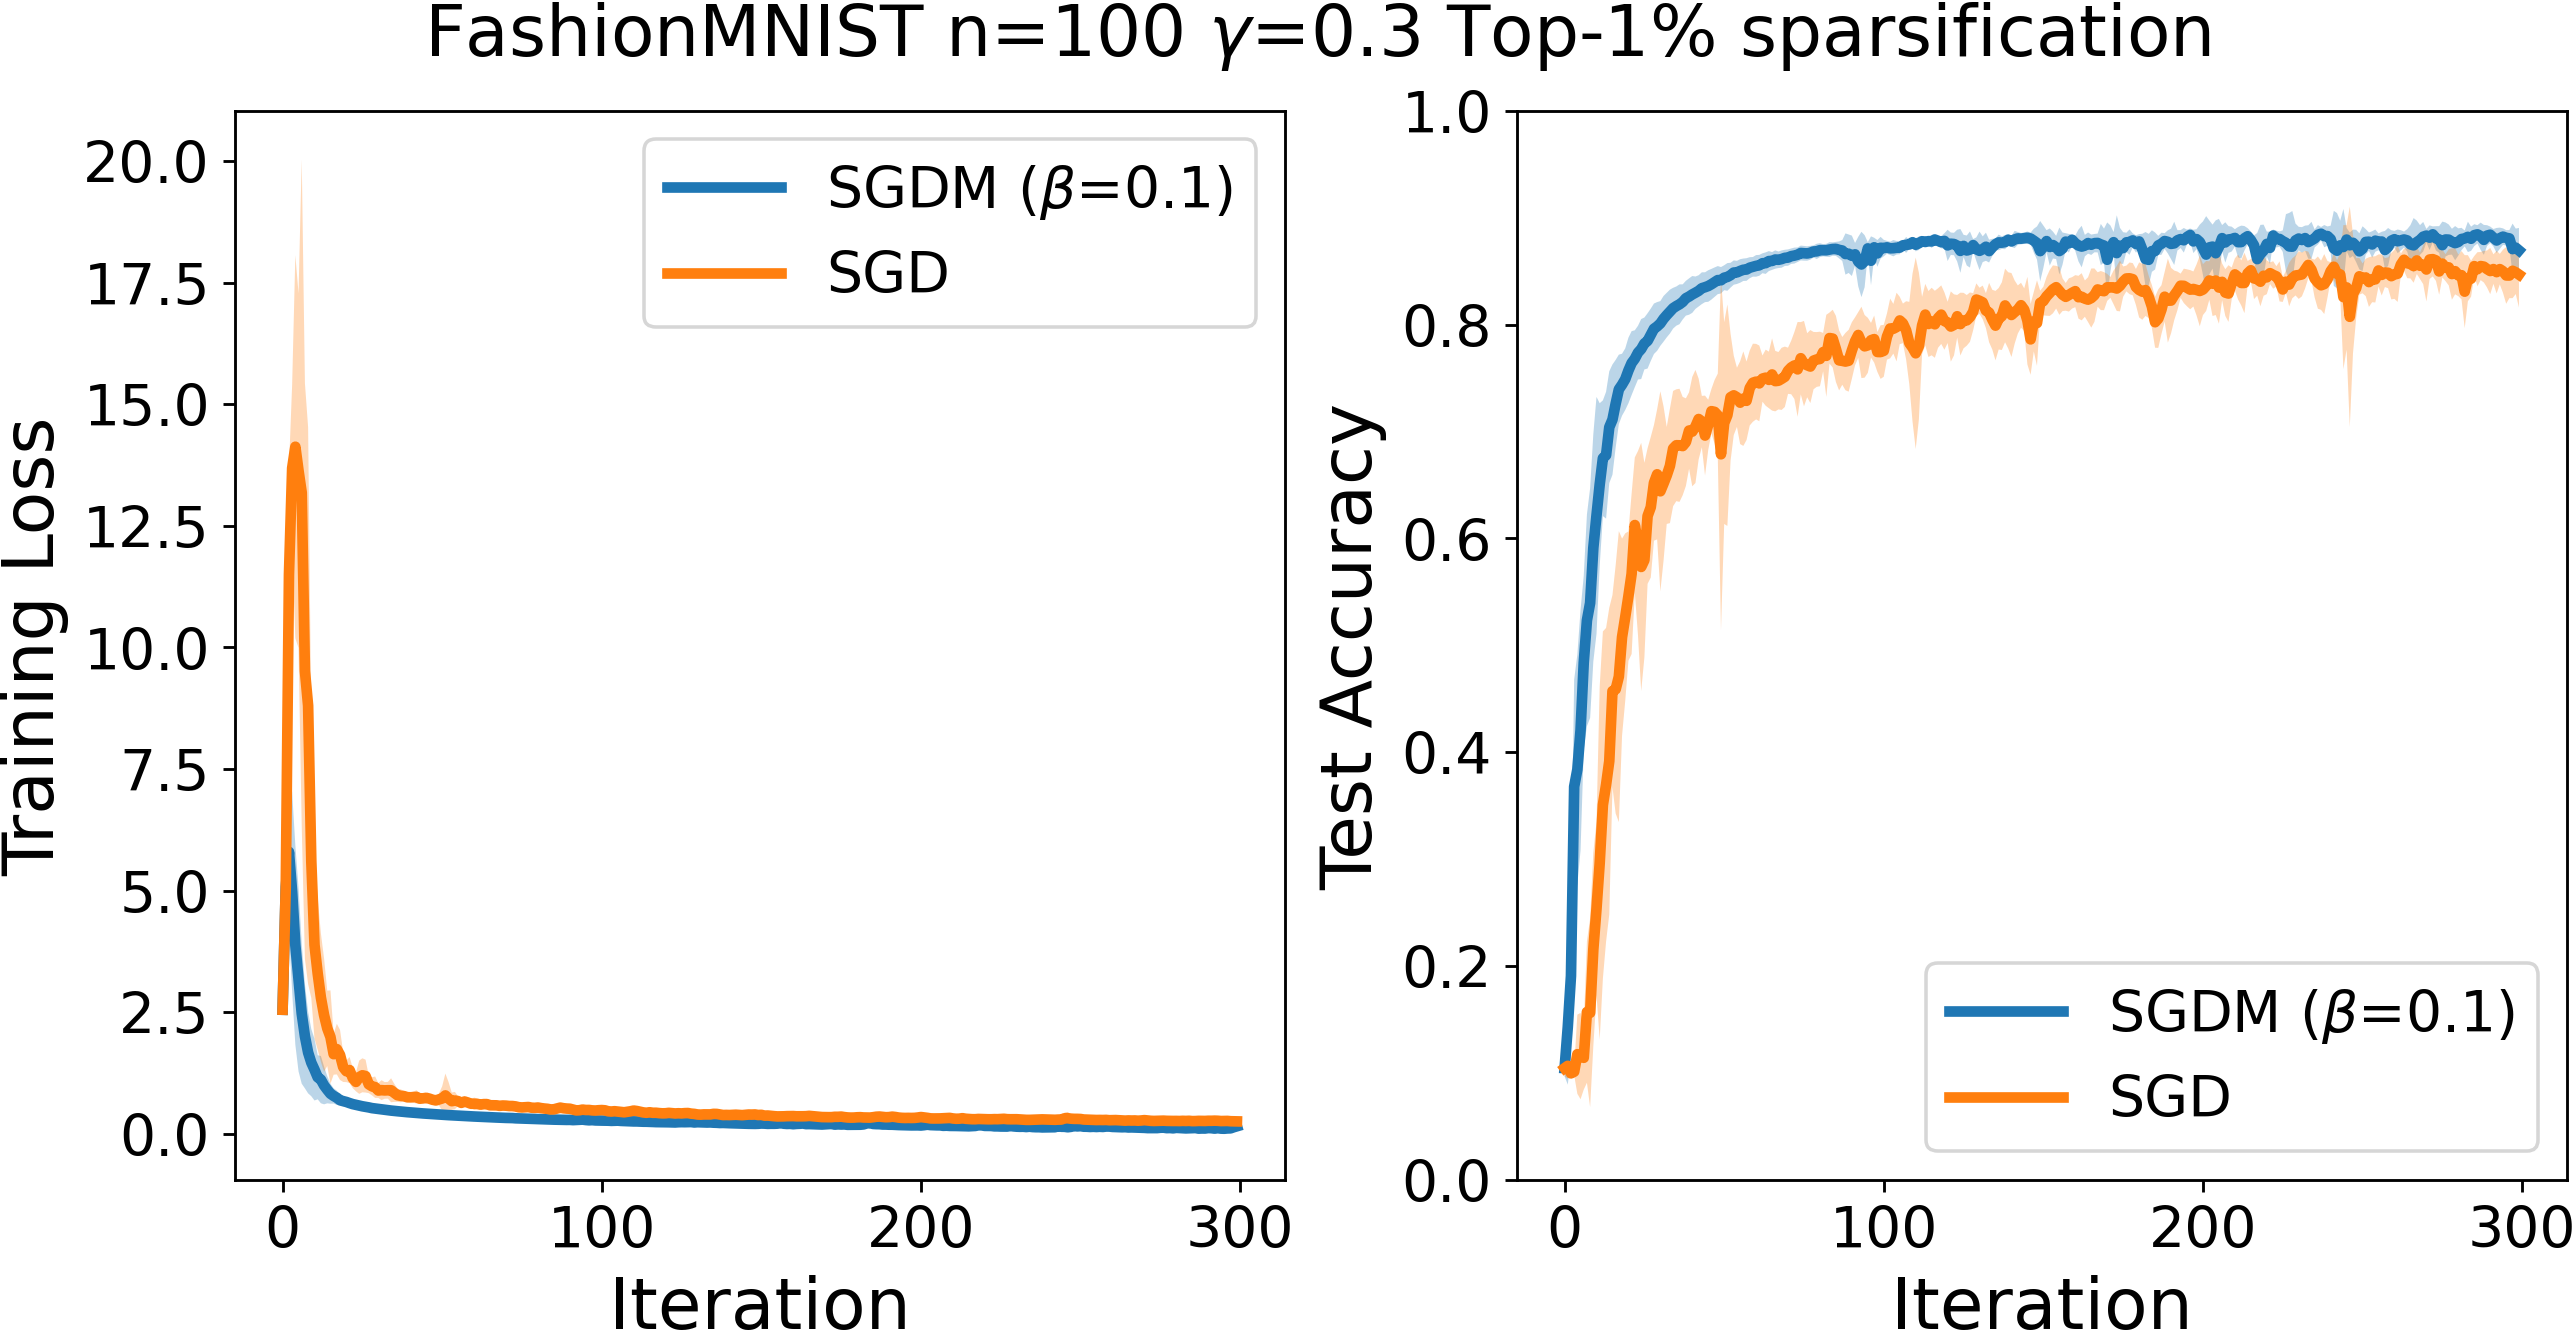 FashionMNIST n=100 γ=0.3 Top-1% sparsification
Training Loss
20.0
17.5
15.0
12.5
10.0
7.5
5.0
2.5
0.0
SGDM (β=0.1)
SGD
0 100 200 300
Iteration
Test Accuracy
1.0
0.8
0.6
0.4
0.2
0.0
SGDM (β=0.1)
SGD
0 100 200 300
Iteration